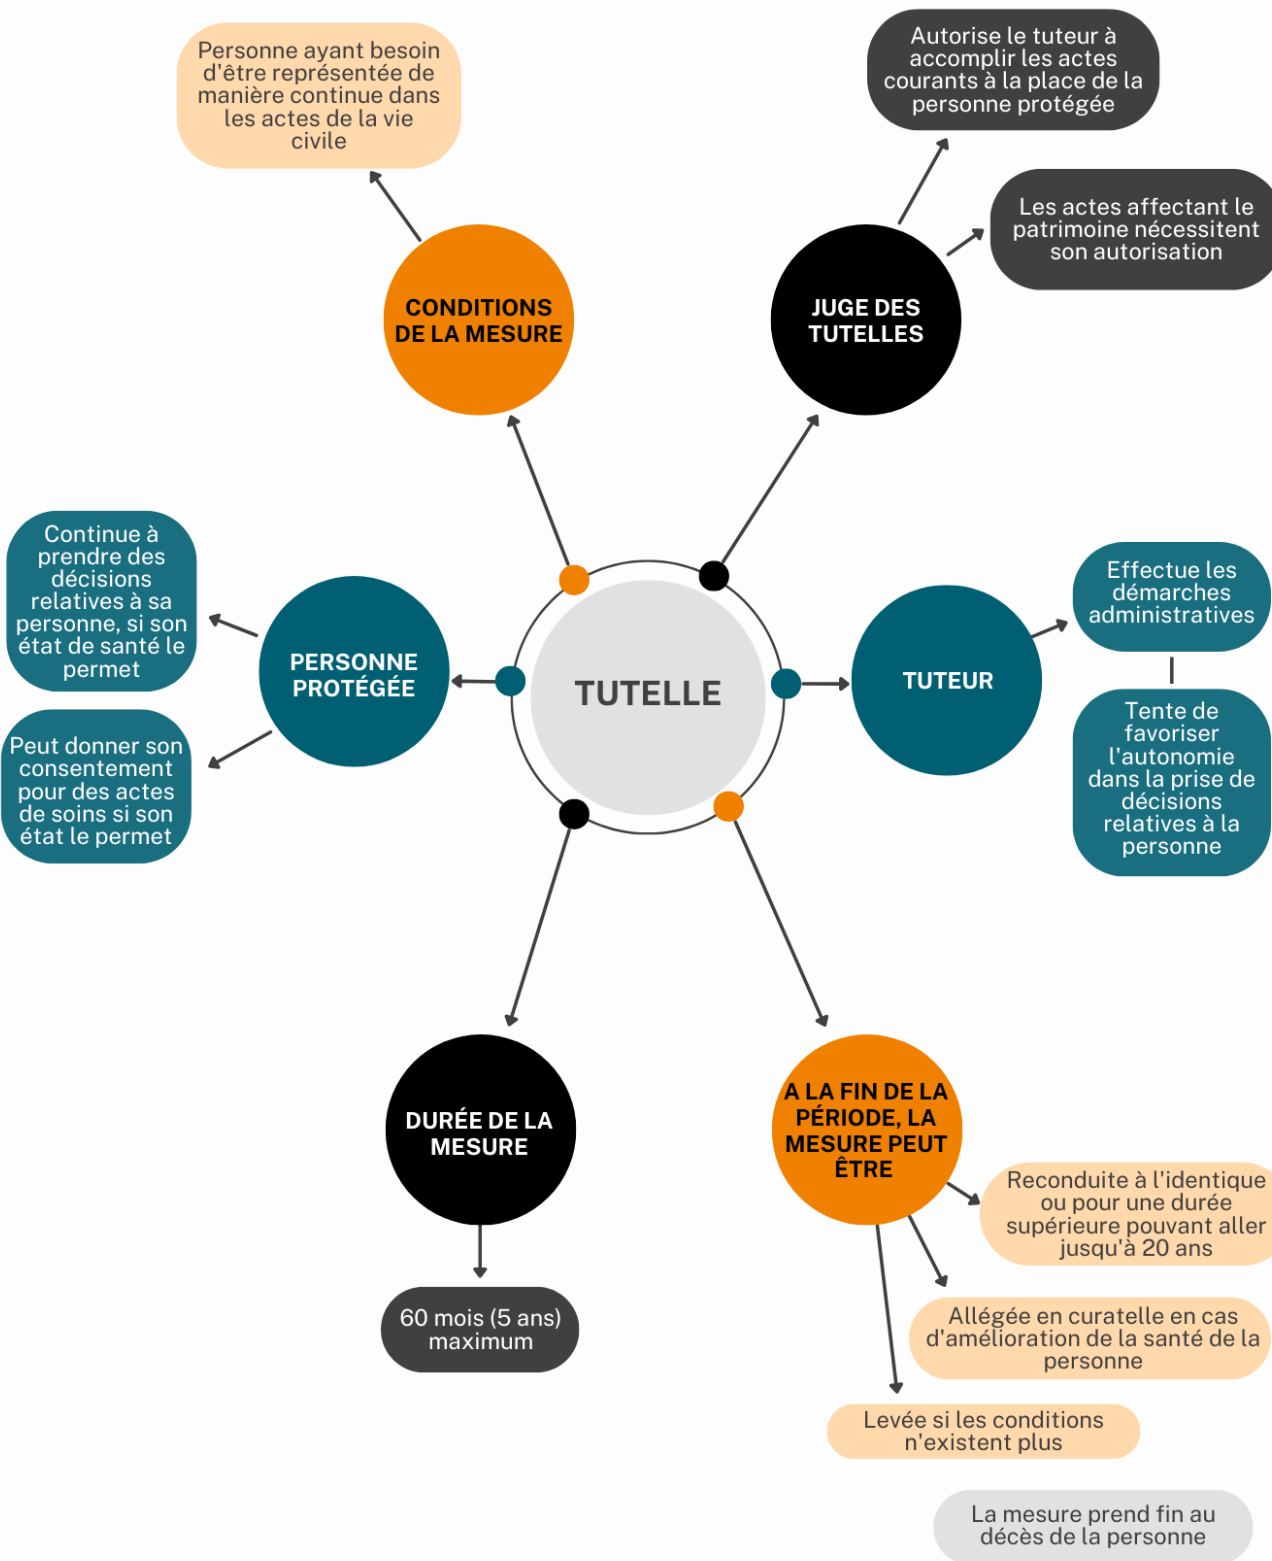 Personne ayant besoin
d'être représentée de
manière continue dans
les actes de la vie
civile
Autorise le tuteur à
accomplir les actes
courants à la place de la
personne protégée
Les actes affectant le
patrimoine nécessitent
son autorisation
CONDITIONS
DE LA MESURE
JUGE DES
TUTELLES
Continue à
prendre des
décisions
relatives à sa
personne, si son
état de santé le
permet
Peut donner son
consentement
pour des actes
de soins si son
état le permet
PERSONNE
PROTÉGÉE
TUTELLE
TUTEUR
Effectue les
démarches
administratives
Tente de
favoriser
l'autonomie
dans la prise de
décisions
relatives à la
personne
DURÉE DE LA
MESURE
60 mois (5 ans)
maximum
A LA FIN DE LA
PÉRIODE, LA
MESURE PEUT
ÊTRE
Reconduite à l'identique
ou pour une durée
supérieure pouvant aller
jusqu'à 20 ans
Allégée en curatelle en cas
d'amélioration de la santé de la
personne
Levée si les conditions
n'existent plus
La mesure prend fin au
décès de la personne